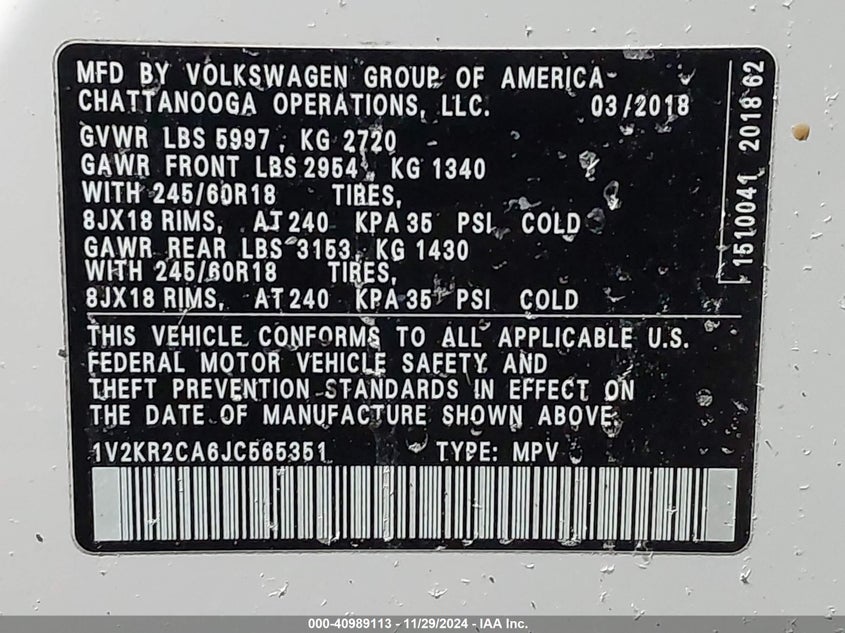 MFD BY VOLKSWAGEN GROUP OF AMERICA
CHATTANOOGA OPERATIONS, LLC. 03/2018
GVWR LBS 5997, KG 2720
GAWR FRONT LBS 2954, KG 1340
WITH 245/60R18 TIRES,
8JX18 RIMS, AT 240 KPA 35 PSI COLD
GAWR REAR LBS 3153, KG 1430
WITH 245/60R18 TIRES,
8JX18 RIMS, AT 240 KPA 35 PSI COLD
THIS VEHICLE CONFORMS TO ALL APPLICABLE U.S.
FEDERAL MOTOR VEHICLE SAFETY AND
THEFT PREVENTION STANDARDS IN EFFECT ON
THE DATE OF MANUFACTURE SHOWN ABOVE.
1V2KR2CA6JC565351 TYPE: MPV
1510041 2018 62
000-40989113 - 11/29/2024 - IAA Inc.